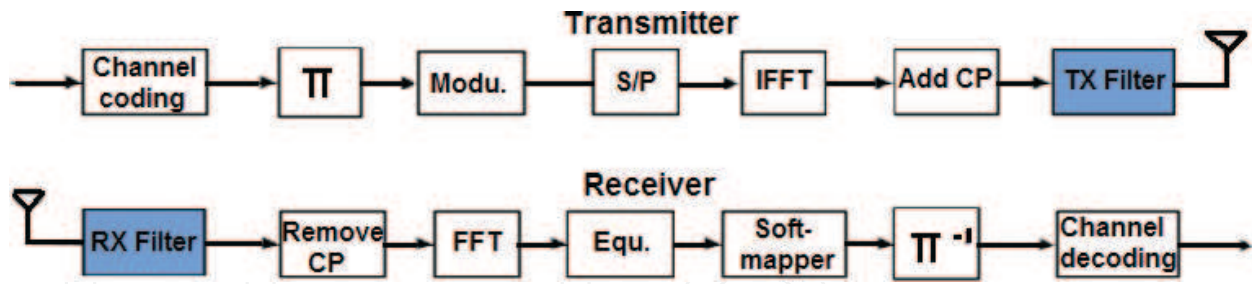 Transmitter
Channel
coding
π
Modu.
S/P
IFFT
Add CP
TX Filter
Receiver
RX Filter
Remove
CP
FFT
Equ.
Soft-
mapper
π⁻¹
Channel
decoding